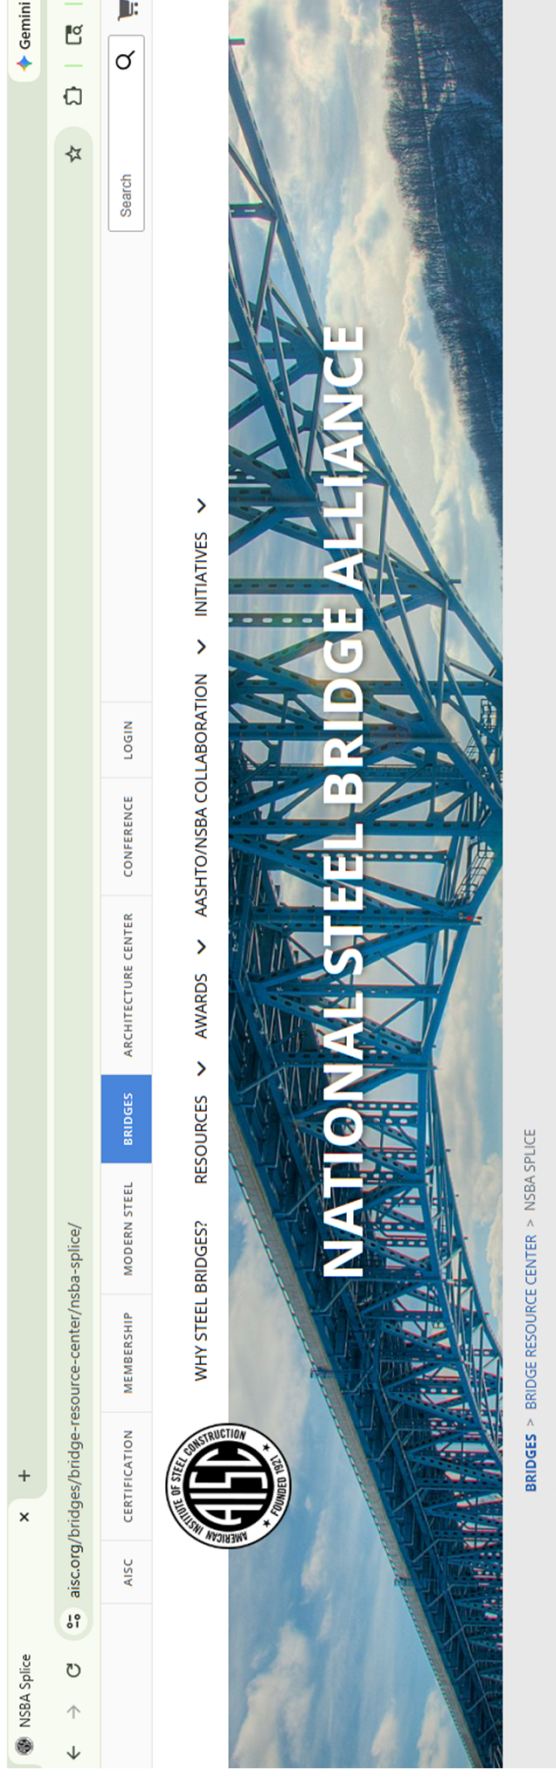 NSBA Splice
Gemini
aisc.org/bridges/bridge-resource-center/nsba-splice/
AISC CERTIFICATION MEMBERSHIP MODERN STEEL BRIDGES ARCHITECTURE CENTER CONFERENCE LOGIN Search
AMERICAN INSTITUTE OF STEEL CONSTRUCTION
AISC
FOUNDED 1921
WHY STEEL BRIDGES? RESOURCES AWARDS AASHTO/NSBA COLLABORATION INITIATIVES
NATIONAL STEEL BRIDGE ALLIANCE
BRIDGES > BRIDGE RESOURCE CENTER > NSBA SPLICE